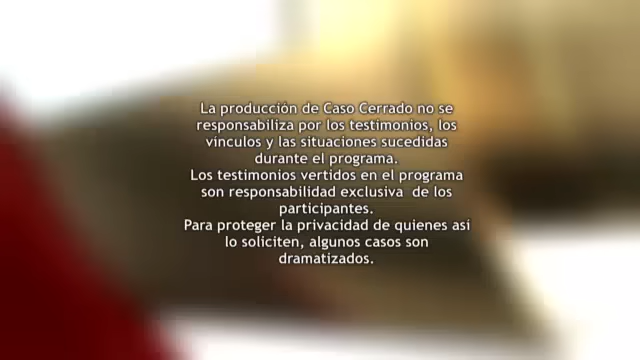 La producción de Caso Cerrado no se
responsabiliza por los testimonios, los
vinculos y las situaciones sucedidas
durante el programa.
Los testimonios vertidos en el programa
son responsabilidad exclusiva de los
participantes.
Para proteger la privacidad de quienes asi
lo soliciten, algunos casos son
dramatizados.